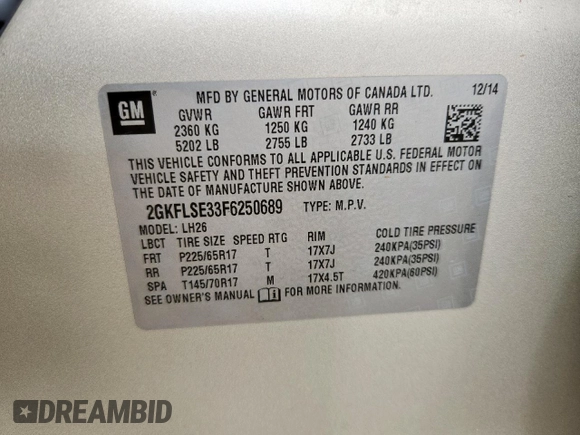 GM
MFD BY GENERAL MOTORS OF CANADA LTD. 12/14
GVWR GAWR FRT GAWR RR
2360 KG 1250 KG 1240 KG
5202 LB 2755 LB 2733 LB
THIS VEHICLE CONFORMS TO ALL APPLICABLE U.S. FEDERAL MOTOR
VEHICLE SAFETY AND THEFT PREVENTION STANDARDS IN EFFECT ON
THE DATE OF MANUFACTURE SHOWN ABOVE.
2GKFLSE33F6250689 TYPE: M.P.V.
MODEL: LH26
LBCT TIRE SIZE SPEED RTG RIM COLD TIRE PRESSURE
FRT P225/65R17 T 17X7J 240KPA(35PSI)
RR P225/65R17 T 17X7J 240KPA(35PSI)
SPA T145/70R17 M 17X4.5T 420KPA(60PSI)
SEE OWNER'S MANUAL FOR MORE INFORMATION.
DREAMBID